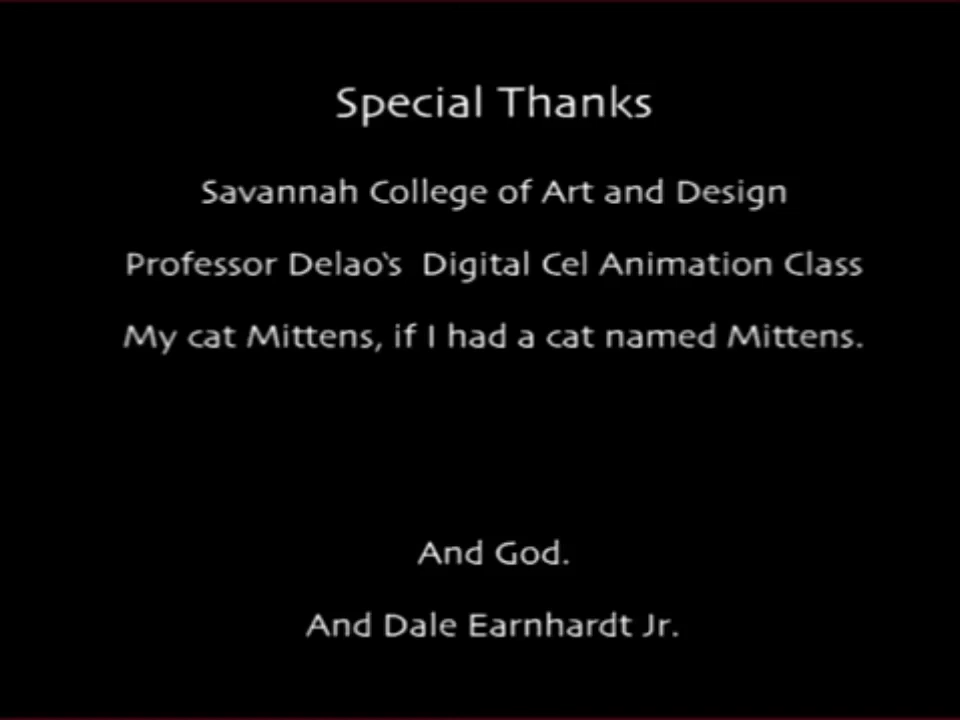 Special Thanks
Savannah College of Art and Design
Professor Delao's  Digital Cel Animation Class
My cat Mittens, if I had a cat named Mittens.
And God.
And Dale Earnhardt Jr.